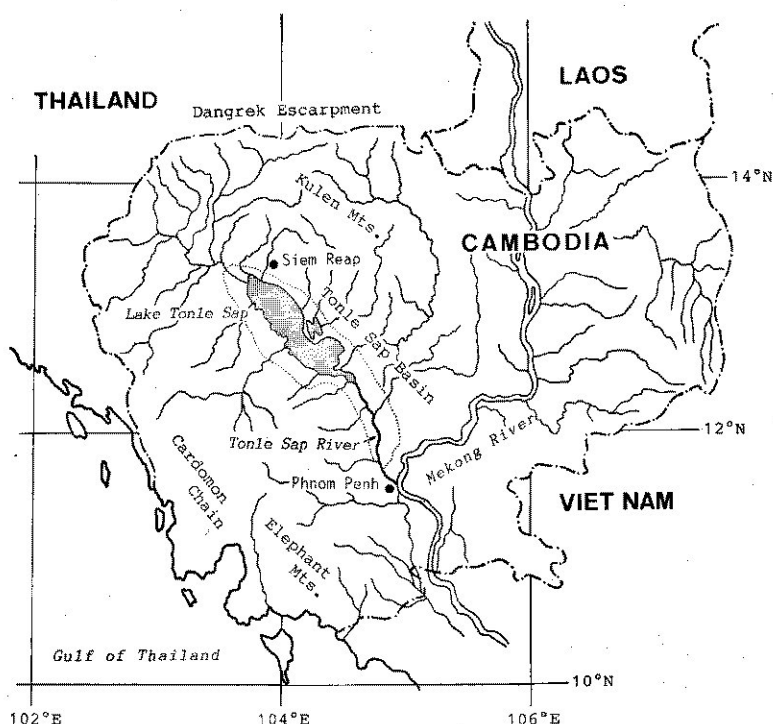 THAILAND
LAOS
Dangrek Escarpment
14°N
Kulen Mts.
CAMBODIA
Siem Reap
Lake Tonle Sap
Tonle Sap Basin
12°N
Tonle Sap River
Mekong River
Cardomon
Chain
Phnom Penh
VIET NAM
Elephant
Mts.
Gulf of Thailand
10°N
102°E
104°E
106°E